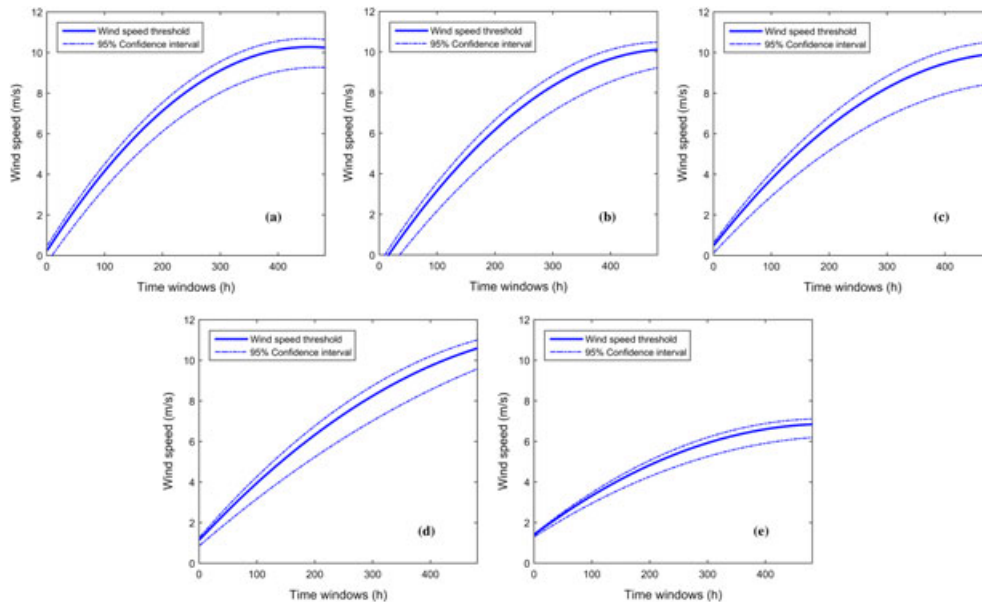 12
10
8
6
4
2
0
Wind speed (m/s)
Wind speed threshold
95% Confidence interval
(a)
0 100 200 300 400
Time windows (h)
12
10
8
6
4
2
0
Wind speed (m/s)
Wind speed threshold
95% Confidence interval
(b)
0 100 200 300 400
Time windows (h)
12
10
8
6
4
2
0
Wind speed (m/s)
Wind speed threshold
95% Confidence interval
(c)
0 100 200 300 400
Time windows (h)
12
10
8
6
4
2
0
Wind speed (m/s)
Wind speed threshold
95% Confidence interval
(d)
0 100 200 300 400
Time windows (h)
12
10
8
6
4
2
0
Wind speed (m/s)
Wind speed threshold
95% Confidence interval
(e)
0 100 200 300 400
Time windows (h)